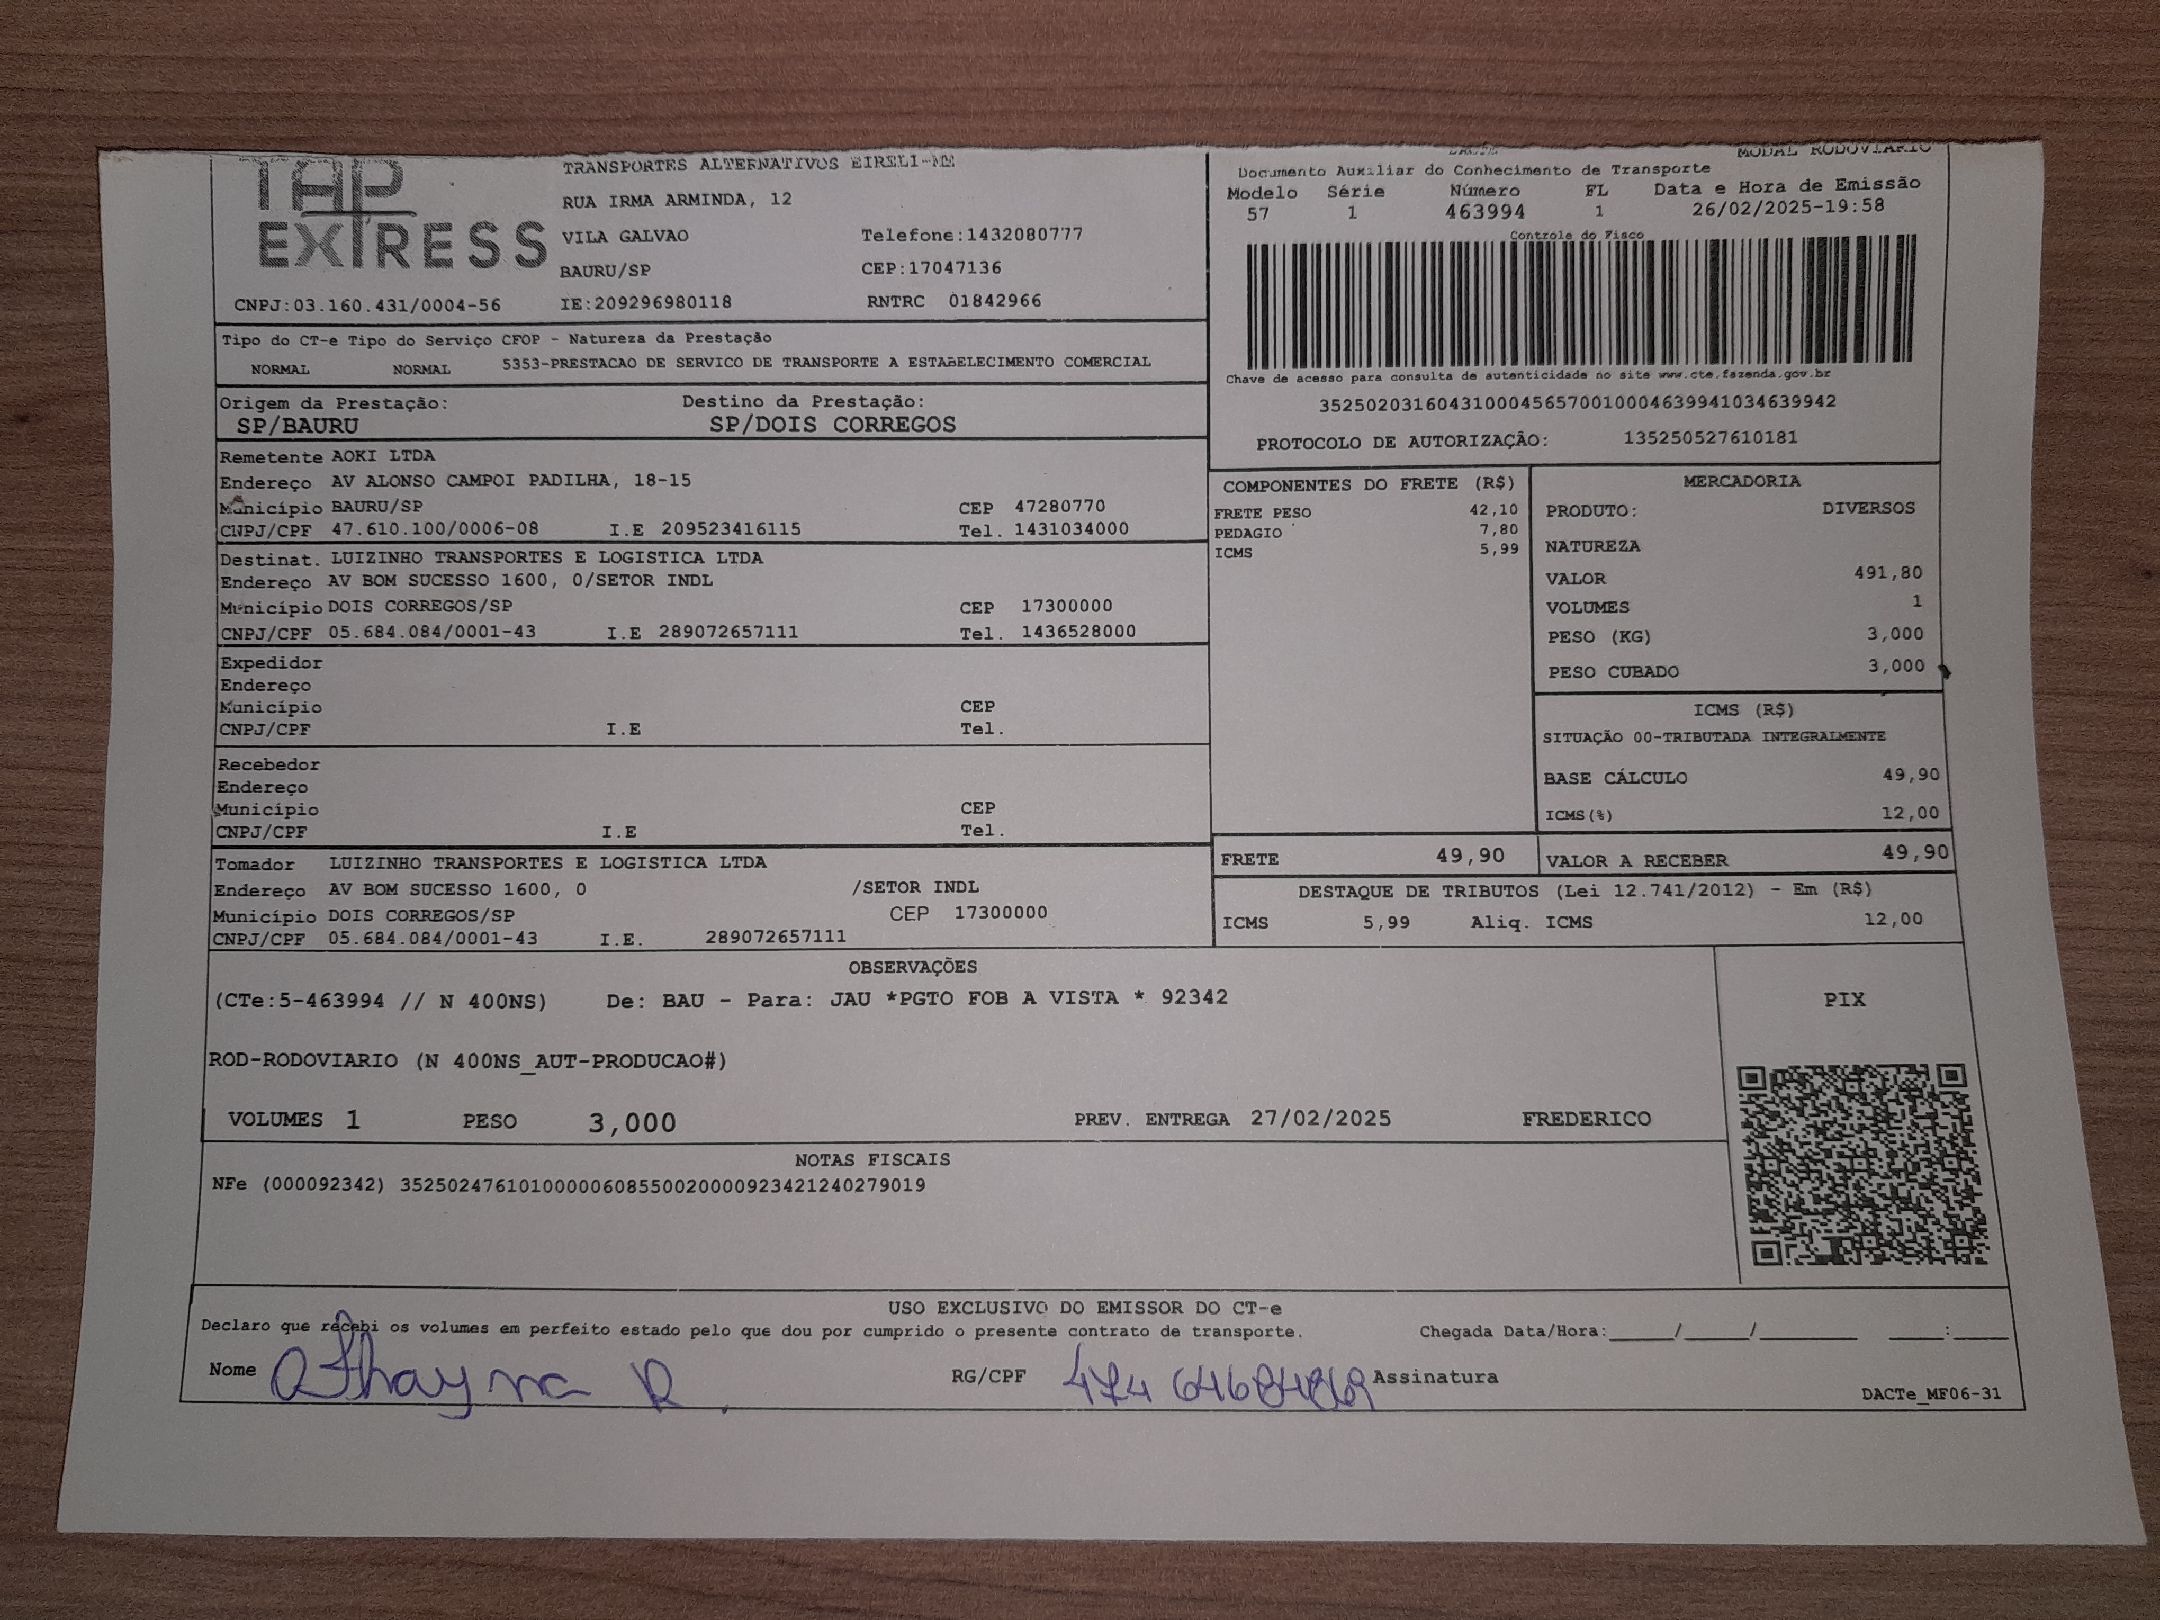 TAP
EXTRESS
TRANSPORTES ALTERNATIVOS EIRELI-ME
RUA IRMA ARMINDA, 12
VILA GALVAO Telefone:1432080777
BAURU/SP CEP:17047136
CNPJ:03.160.431/0004-56 IE:209296980118 RNTRC 01842966
MODAL RODOVIARIO
Documento Auxiliar do Conhecimento de Transporte
Modelo Série Número FL Data e Hora de Emissão
57 1 463994 1 26/02/2025-19:58
Controle do Fisco
Chave de acesso para consulta de autenticidade no site www.cte.fazenda.gov.br
35250203160431000456570010004639941034639942
PROTOCOLO DE AUTORIZAÇÃO: 135250527610181
Tipo do CT-e Tipo do Serviço CFOP - Natureza da Prestação
NORMAL NORMAL 5353-PRESTACAO DE SERVICO DE TRANSPORTE A ESTABELECIMENTO COMERCIAL
Origem da Prestação: Destino da Prestação:
SP/BAURU SP/DOIS CORREGOS
Remetente AOKI LTDA
Endereço AV ALONSO CAMPOI PADILHA, 18-15
Município BAURU/SP CEP 47280770
CNPJ/CPF 47.610.100/0006-08 I.E 209523416115 Tel. 1431034000
Destinat. LUIZINHO TRANSPORTES E LOGISTICA LTDA
Endereço AV BOM SUCESSO 1600, 0/SETOR INDL
Município DOIS CORREGOS/SP CEP 17300000
CNPJ/CPF 05.684.084/0001-43 I.E 289072657111 Tel. 1436528000
Expedidor
Endereço
Município CEP
CNPJ/CPF I.E Tel.
Recebedor
Endereço
Município CEP
CNPJ/CPF I.E Tel.
Tomador LUIZINHO TRANSPORTES E LOGISTICA LTDA
Endereço AV BOM SUCESSO 1600, 0 /SETOR INDL
Município DOIS CORREGOS/SP CEP 17300000
CNPJ/CPF 05.684.084/0001-43 I.E. 289072657111
COMPONENTES DO FRETE (R$)
FRETE PESO 42,10
PEDAGIO 7,80
ICMS 5,99
MERCADORIA
PRODUTO: DIVERSOS
NATUREZA
VALOR 491,80
VOLUMES 1
PESO (KG) 3,000
PESO CUBADO 3,000
ICMS (R$)
SITUAÇÃO 00-TRIBUTADA INTEGRALMENTE
BASE CÁLCULO 49,90
ICMS(%) 12,00
FRETE 49,90 VALOR A RECEBER 49,90
DESTAQUE DE TRIBUTOS (Lei 12.741/2012) - Em (R$)
ICMS 5,99 Aliq. ICMS 12,00
OBSERVAÇÕES
(CTe:5-463994 // N 400NS) De: BAU - Para: JAU *PGTO FOB A VISTA * 92342
ROD-RODOVIARIO (N 400NS_AUT-PRODUCAO#)
VOLUMES 1 PESO 3,000 PREV. ENTREGA 27/02/2025 FREDERICO
PIX
NOTAS FISCAIS
NFe (000092342) 35250247610100000608550020000923421240279019
USO EXCLUSIVO DO EMISSOR DO CT-e
Declaro que recebi os volumes em perfeito estado pelo que dou por cumprido o presente contrato de transporte. Chegada Data/Hora:_____/_____/________ ____:____
Nome Athayna R. RG/CPF Assinatura
DACTe_MF06-31